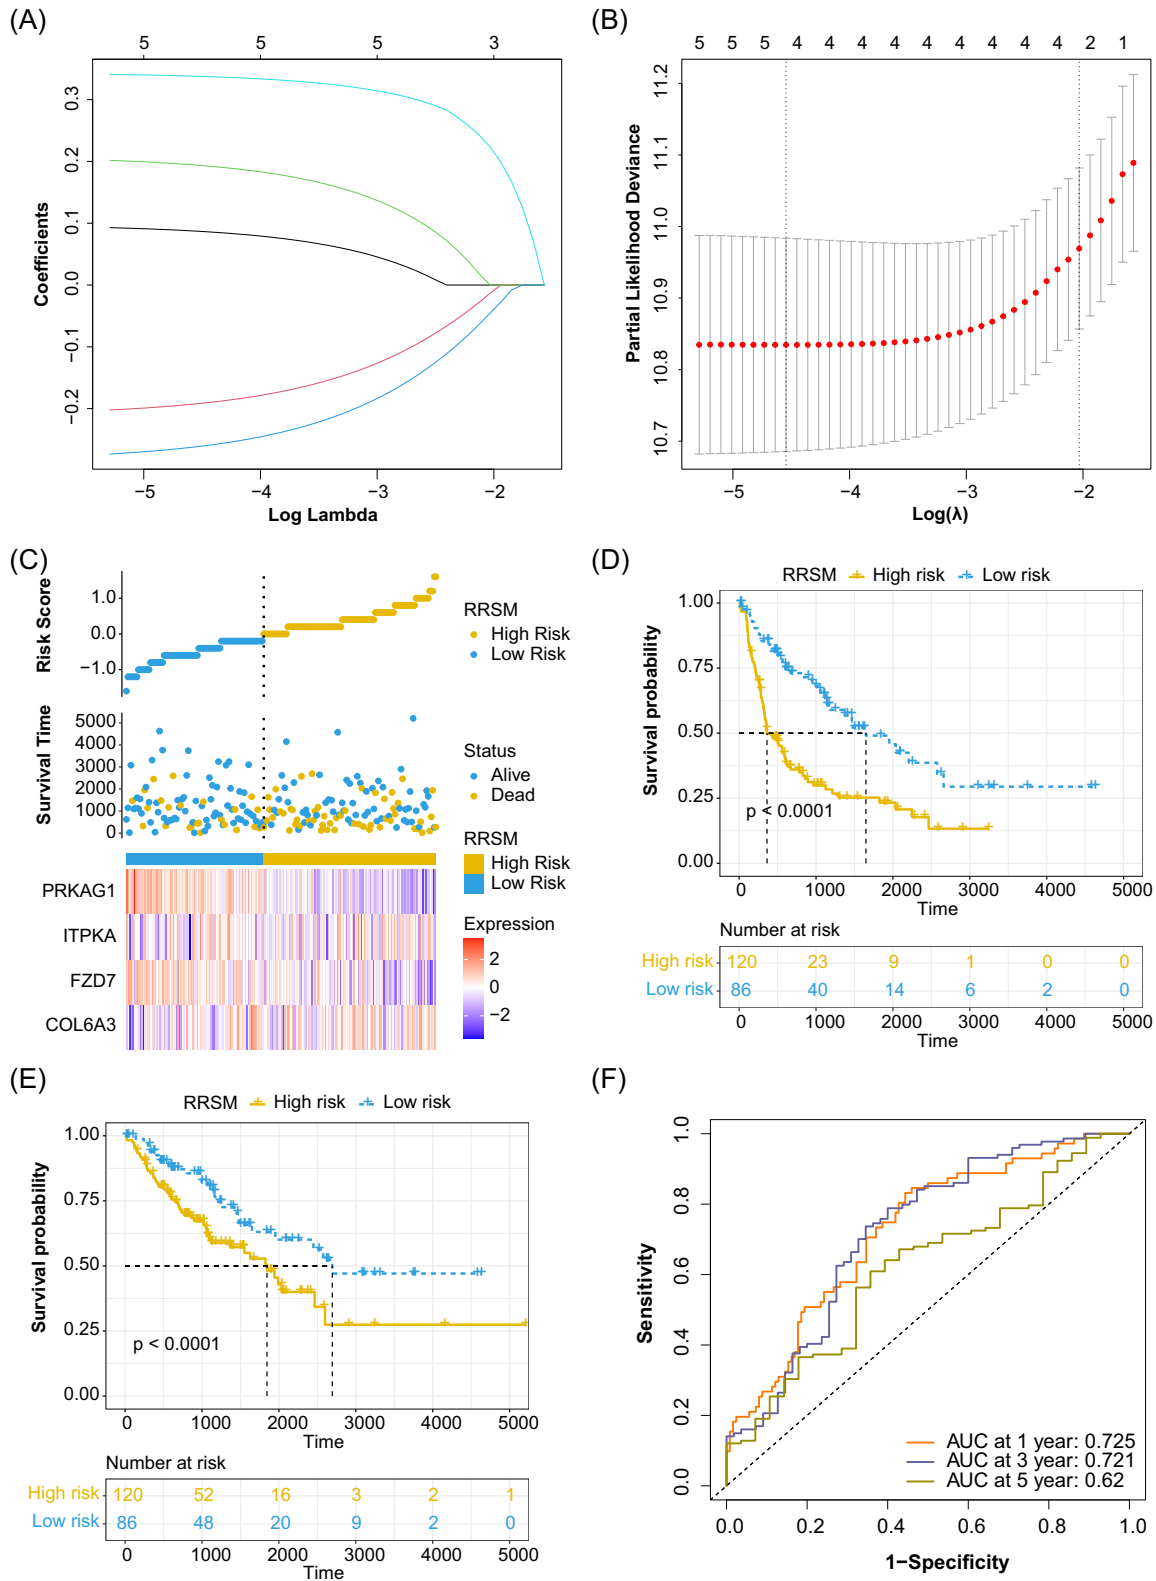 (A)
5 5 5 3
Coefficients
0.3
0.2
0.1
0.0
−0.1
−0.2
−5 −4 −3 −2
Log Lambda
(B)
5 5 5 4 4 4 4 4 4 4 4 4 2 1
Partial Likelihood Deviance
11.2
11.1
11.0
10.9
10.8
10.7
−5 −4 −3 −2
Log(λ)
(C)
Risk Score
1.0
0.0
−1.0
RRSM
High Risk
Low Risk
Survival Time
5000
4000
3000
2000
1000
0
Status
Alive
Dead
RRSM
High Risk
Low Risk
PRKAG1
ITPKA
FZD7
COL6A3
Expression
2
0
−2
(D)
RRSM High risk Low risk
Survival probability
1.00
0.75
0.50
0.25
0.00
p < 0.0001
0 1000 2000 3000 4000 5000
Time
Number at risk
High risk 120 23 9 1 0 0
Low risk 86 40 14 6 2 0
0 1000 2000 3000 4000 5000
Time
(E)
RRSM High risk Low risk
Survival probability
1.00
0.75
0.50
0.25
0.00
p < 0.0001
0 1000 2000 3000 4000 5000
Time
Number at risk
High risk 120 52 16 3 2 1
Low risk 86 48 20 9 2 0
0 1000 2000 3000 4000 5000
Time
(F)
Sensitivity
1.0
0.8
0.6
0.4
0.2
0.0
AUC at 1 year: 0.725
AUC at 3 year: 0.721
AUC at 5 year: 0.62
0.0 0.2 0.4 0.6 0.8 1.0
1−Specificity